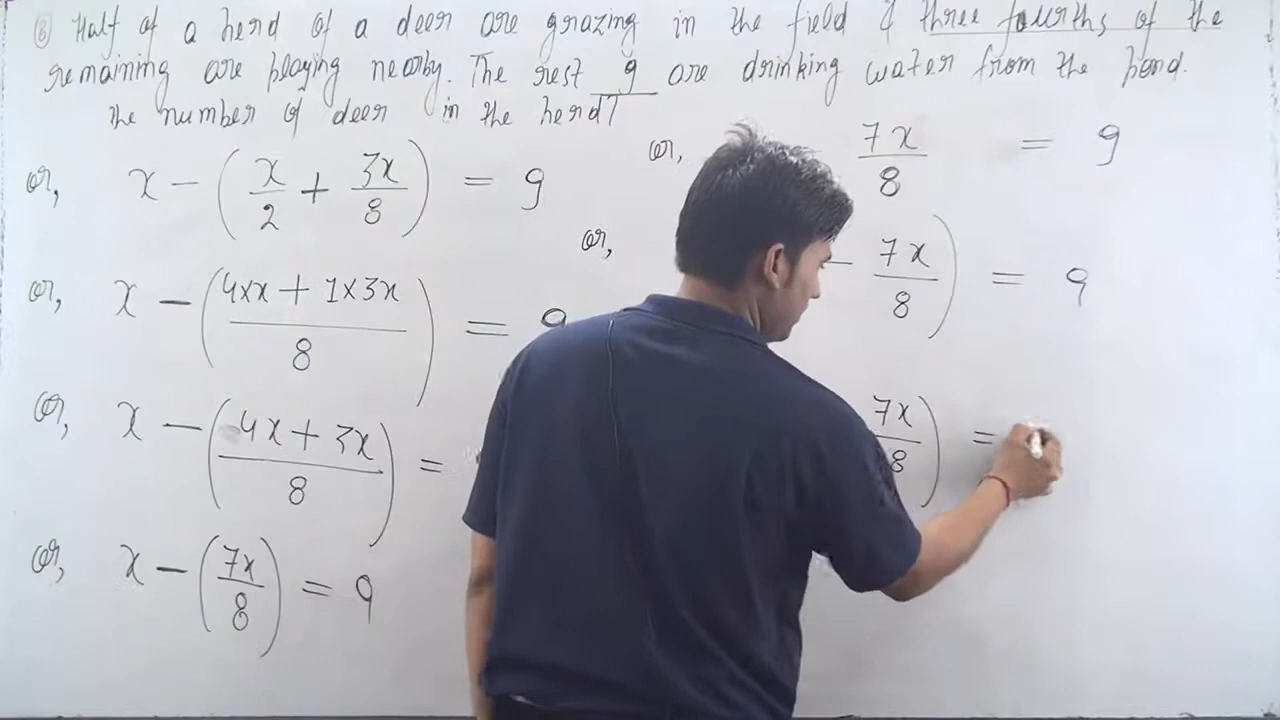 ⑧ Half of a herd of a deer are grazing in the field & three fourths of the
remaining are playing nearby. The rest 9 are drinking water from the pond.
the number of deer in the herd?
or, x - (x/2 + 3x/8) = 9
or, x - (4×x + 1×3x / 8) = 9
or, x - (4x + 3x / 8) =
or, x - (7x/8) = 9
or, 7x/8 = 9
or, - 7x/8) = 9
7x/8) =